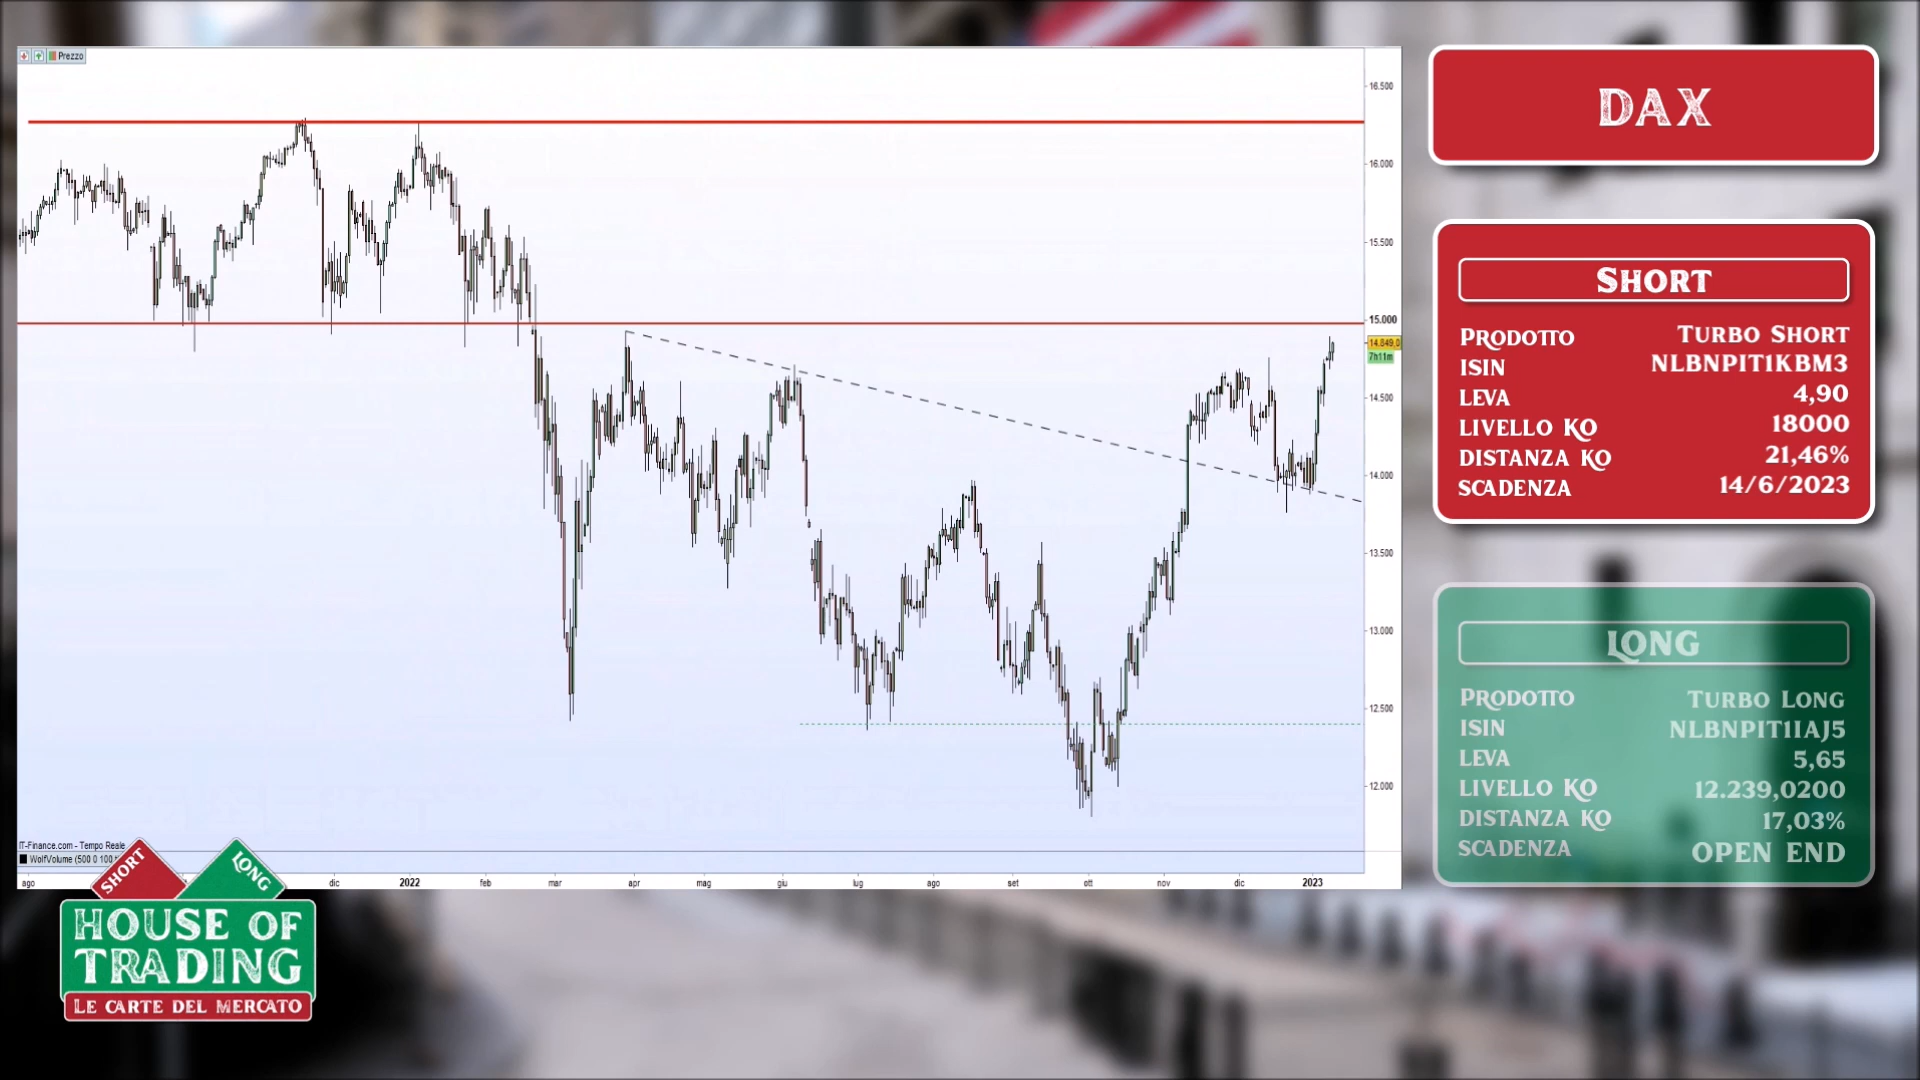 Prezzo
16.500
16.000
15.500
15.000
14.849,0
7h11m
14.500
14.000
13.500
13.000
12.500
12.000
IT-Finance.com - Tempo Reale
WolfVolume (500 0 100
ago
dic
2022
feb
mar
apr
mag
giu
lug
ago
set
ott
nov
dic
2023
SHORT
LONG
HOUSE OF
TRADING
LE CARTE DEL MERCATO
DAX
SHORT
PRODOTTO TURBO SHORT
ISIN NLBNPIT1KBM3
LEVA 4,90
LIVELLO KO 18000
DISTANZA KO 21,46%
SCADENZA 14/6/2023
LONG
PRODOTTO TURBO LONG
ISIN NLBNPIT1IAJ5
LEVA 5,65
LIVELLO KO 12.239,0200
DISTANZA KO 17,03%
SCADENZA OPEN END